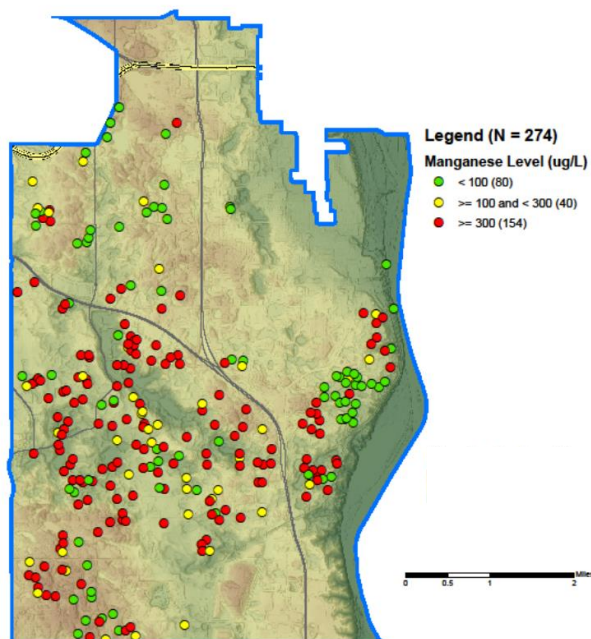 Legend (N = 274)
Manganese Level (ug/L)
< 100 (80)
>= 100 and < 300 (40)
>= 300 (154)
Miles
0 0.5 1 2